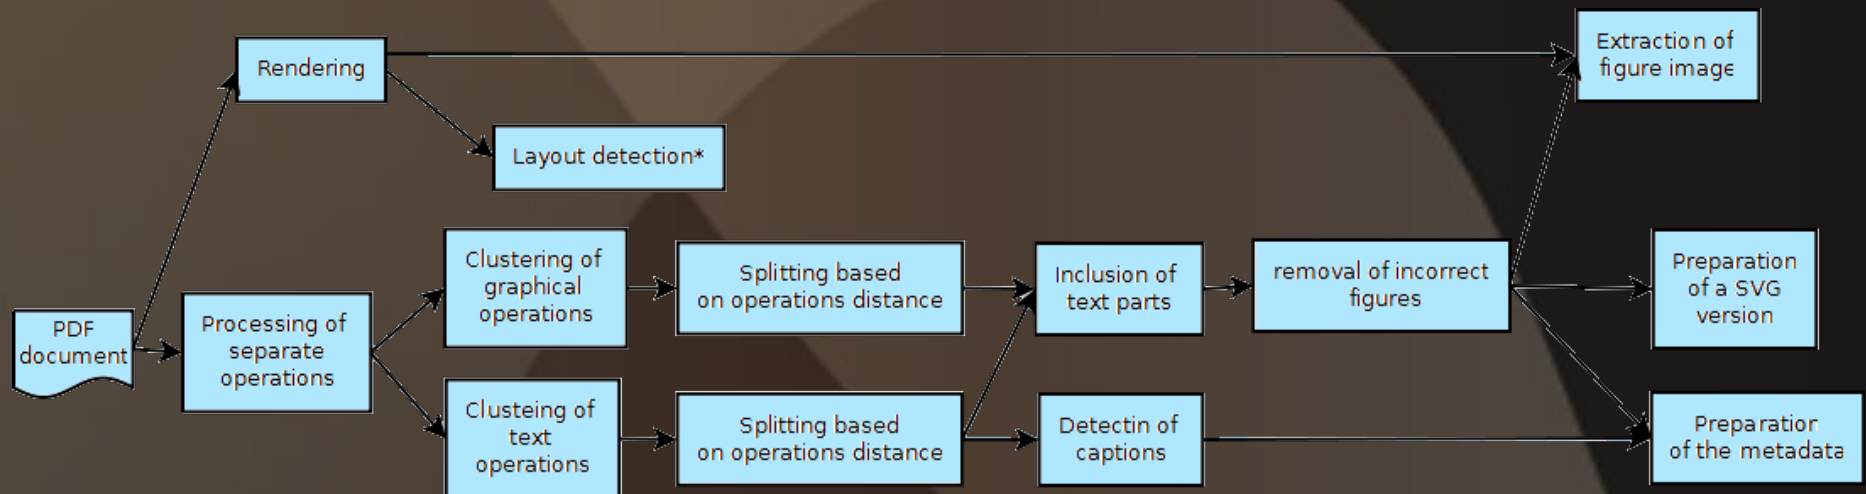 Rendering
Extraction of
figure image
Layout detection*
PDF
document
Processing of
separate
operations
Clustering of
graphical
operations
Splitting based
on operations distance
Inclusion of
text parts
removal of incorrect
figures
Preparation
of a SVG
version
Clusteing of
text
operations
Splitting based
on operations distance
Detectin of
captions
Preparation
of the metadata